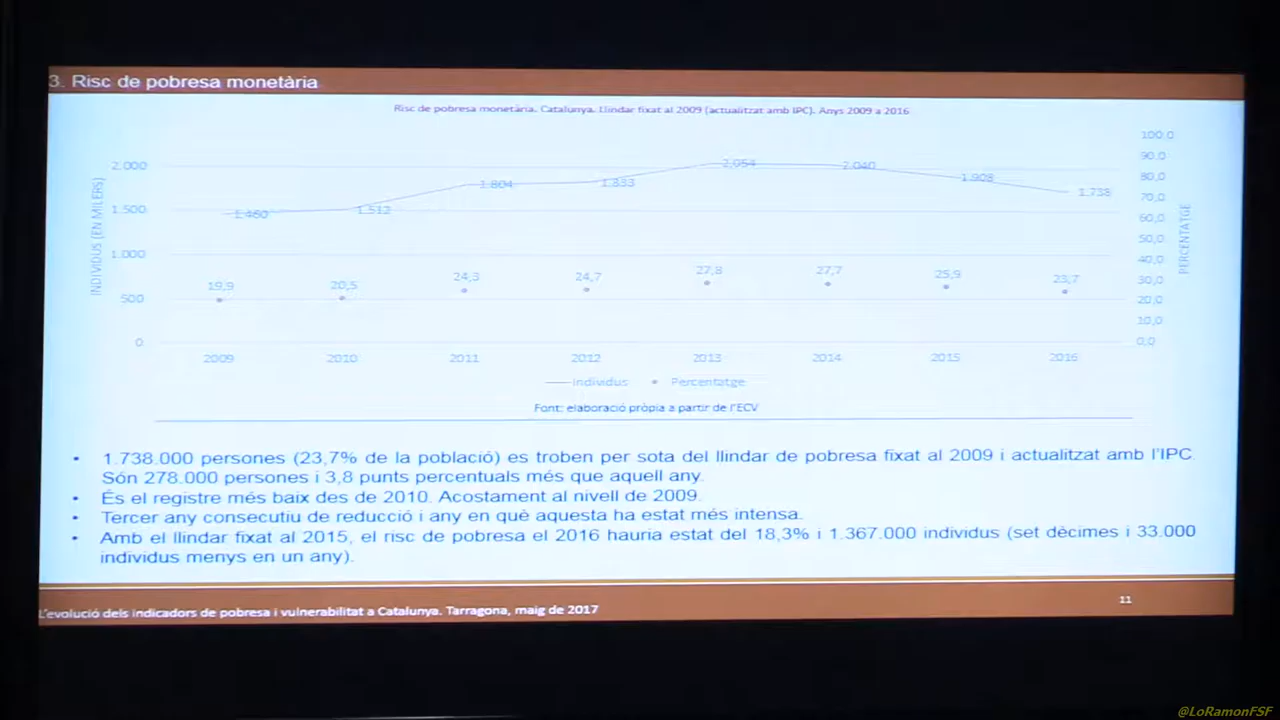 3. Risc de pobresa monetària
Risc de pobresa monetària. Catalunya. Llindar fixat al 2009 (actualitzat amb IPC). Anys 2009 a 2016
INDIVIDUS (EN MILERS)
2.000
1.500
1.000
500
0
1.460
1.512
1.804
1.833
2.054
2.040
1.908
1.738
19,9
20,5
24,3
24,7
27,8
27,7
25,9
23,7
100,0
90,0
80,0
70,0
60,0
50,0
40,0
30,0
20,0
10,0
0,0
PERCENTATGE
2009 2010 2011 2012 2013 2014 2015 2016
Individus Percentatge
Font: elaboració pròpia a partir de l'ECV
• 1.738.000 persones (23,7% de la població) es troben per sota del llindar de pobresa fixat al 2009 i actualitzat amb l'IPC.
Són 278.000 persones i 3,8 punts percentuals més que aquell any.
• És el registre més baix des de 2010. Acostament al nivell de 2009.
• Tercer any consecutiu de reducció i any en què aquesta ha estat més intensa.
• Amb el llindar fixat al 2015, el risc de pobresa el 2016 hauria estat del 18,3% i 1.367.000 individus (set dècimes i 33.000
individus menys en un any).
L'evolució dels indicadors de pobresa i vulnerabilitat a Catalunya. Tarragona, maig de 2017
11
@LoRamonFSF